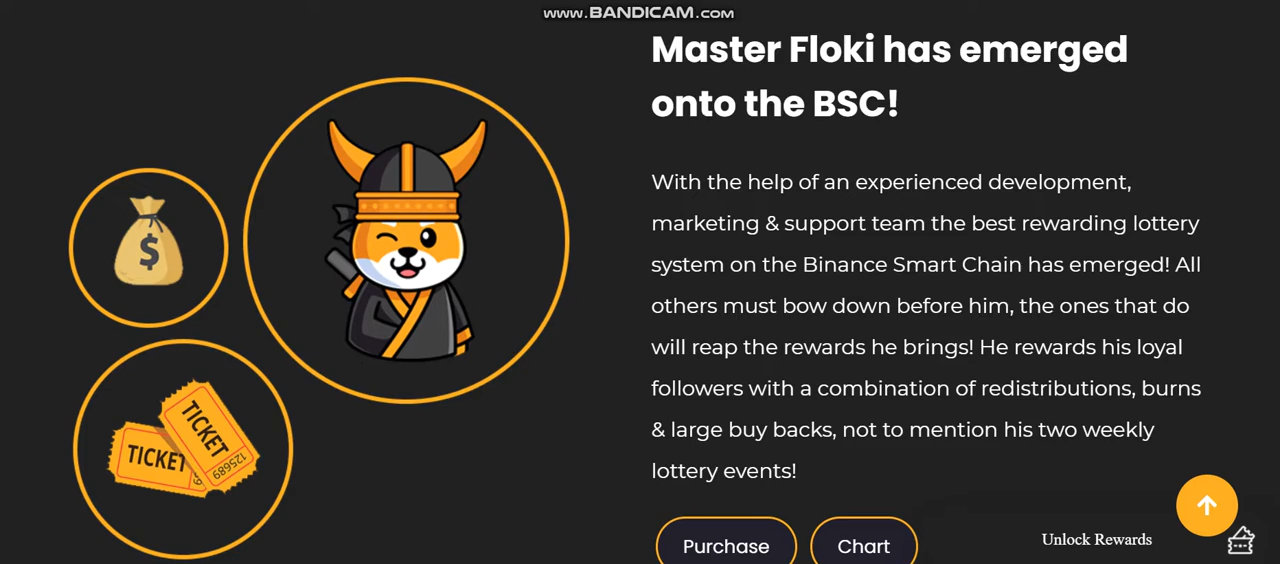 www.BANDICAM.com
Master Floki has emerged
onto the BSC!
With the help of an experienced development,
marketing & support team the best rewarding lottery
system on the Binance Smart Chain has emerged! All
others must bow down before him, the ones that do
will reap the rewards he brings! He rewards his loyal
followers with a combination of redistributions, burns
& large buy backs, not to mention his two weekly
lottery events!
$
TICKET
TICKET
125689
9
Purchase
Chart
Unlock Rewards